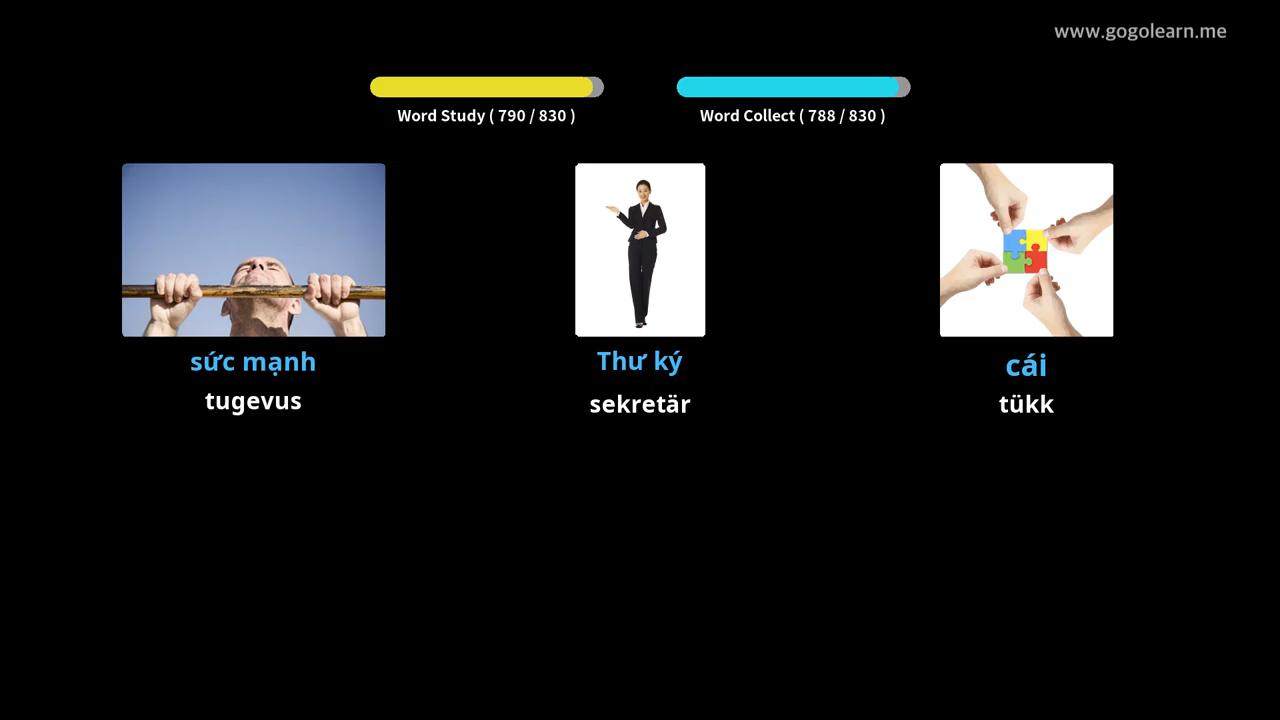 www.gogolearn.me
Word Study ( 790 / 830 )
Word Collect ( 788 / 830 )
sức mạnh
tugevus
Thư ký
sekretär
cái
tükk